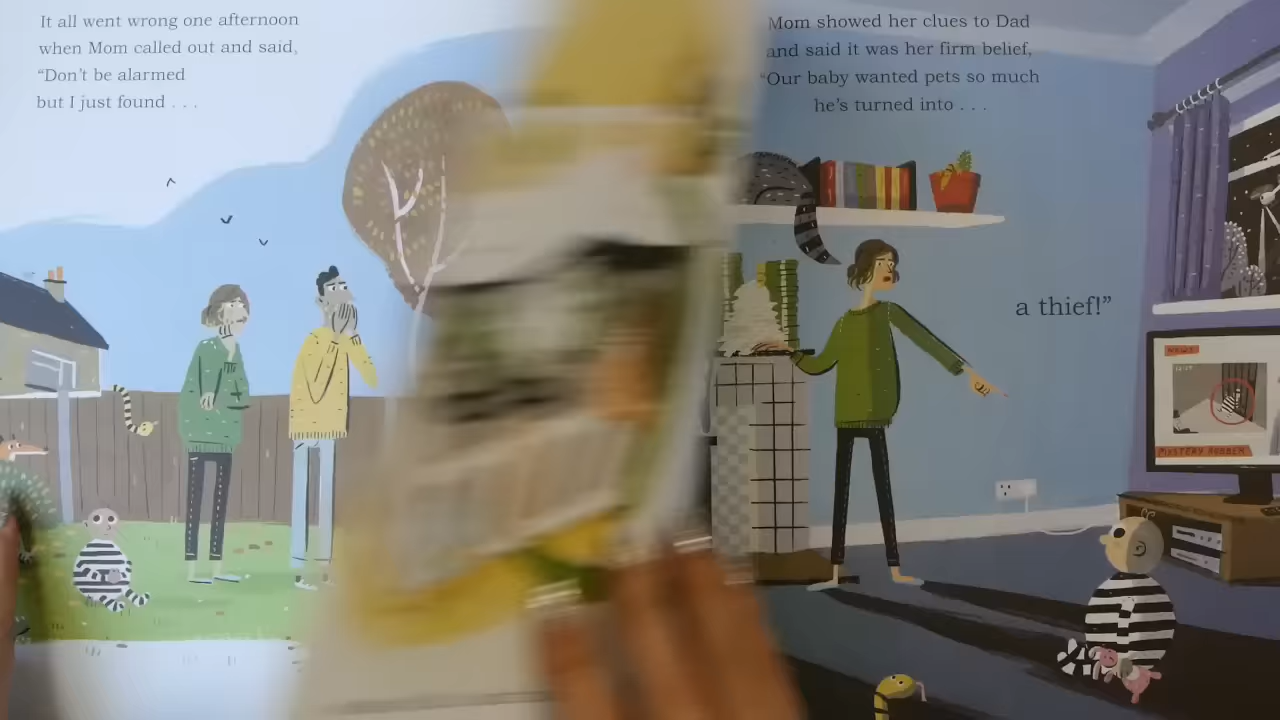 It all went wrong one afternoon
when Mom called out and said,
“Don’t be alarmed
but I just found . . .
Mom showed her clues to Dad
and said it was her firm belief,
“Our baby wanted pets so much
he’s turned into . . .
a thief!”
NEWS
MYSTERY ROBBER